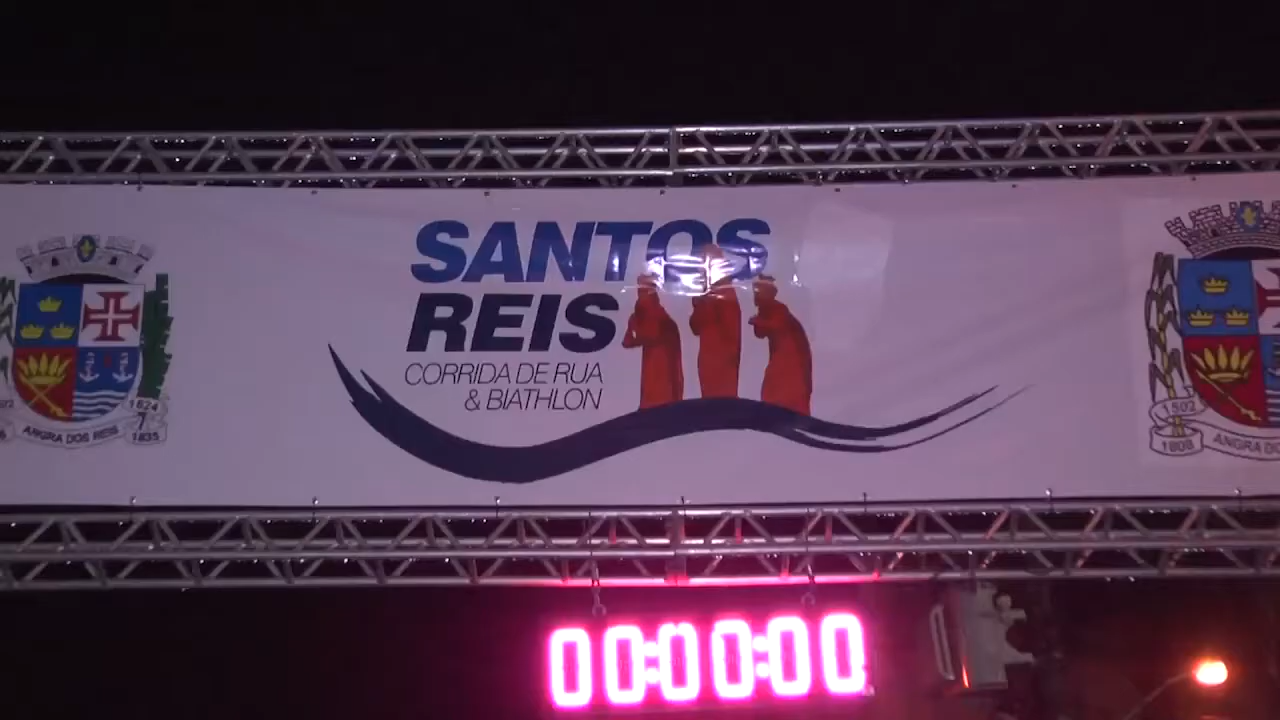 SANTOS
REIS
CORRIDA DE RUA
& BIATHLON
1624
1835
ANGRA DOS REIS
1502
1608
00:00:00